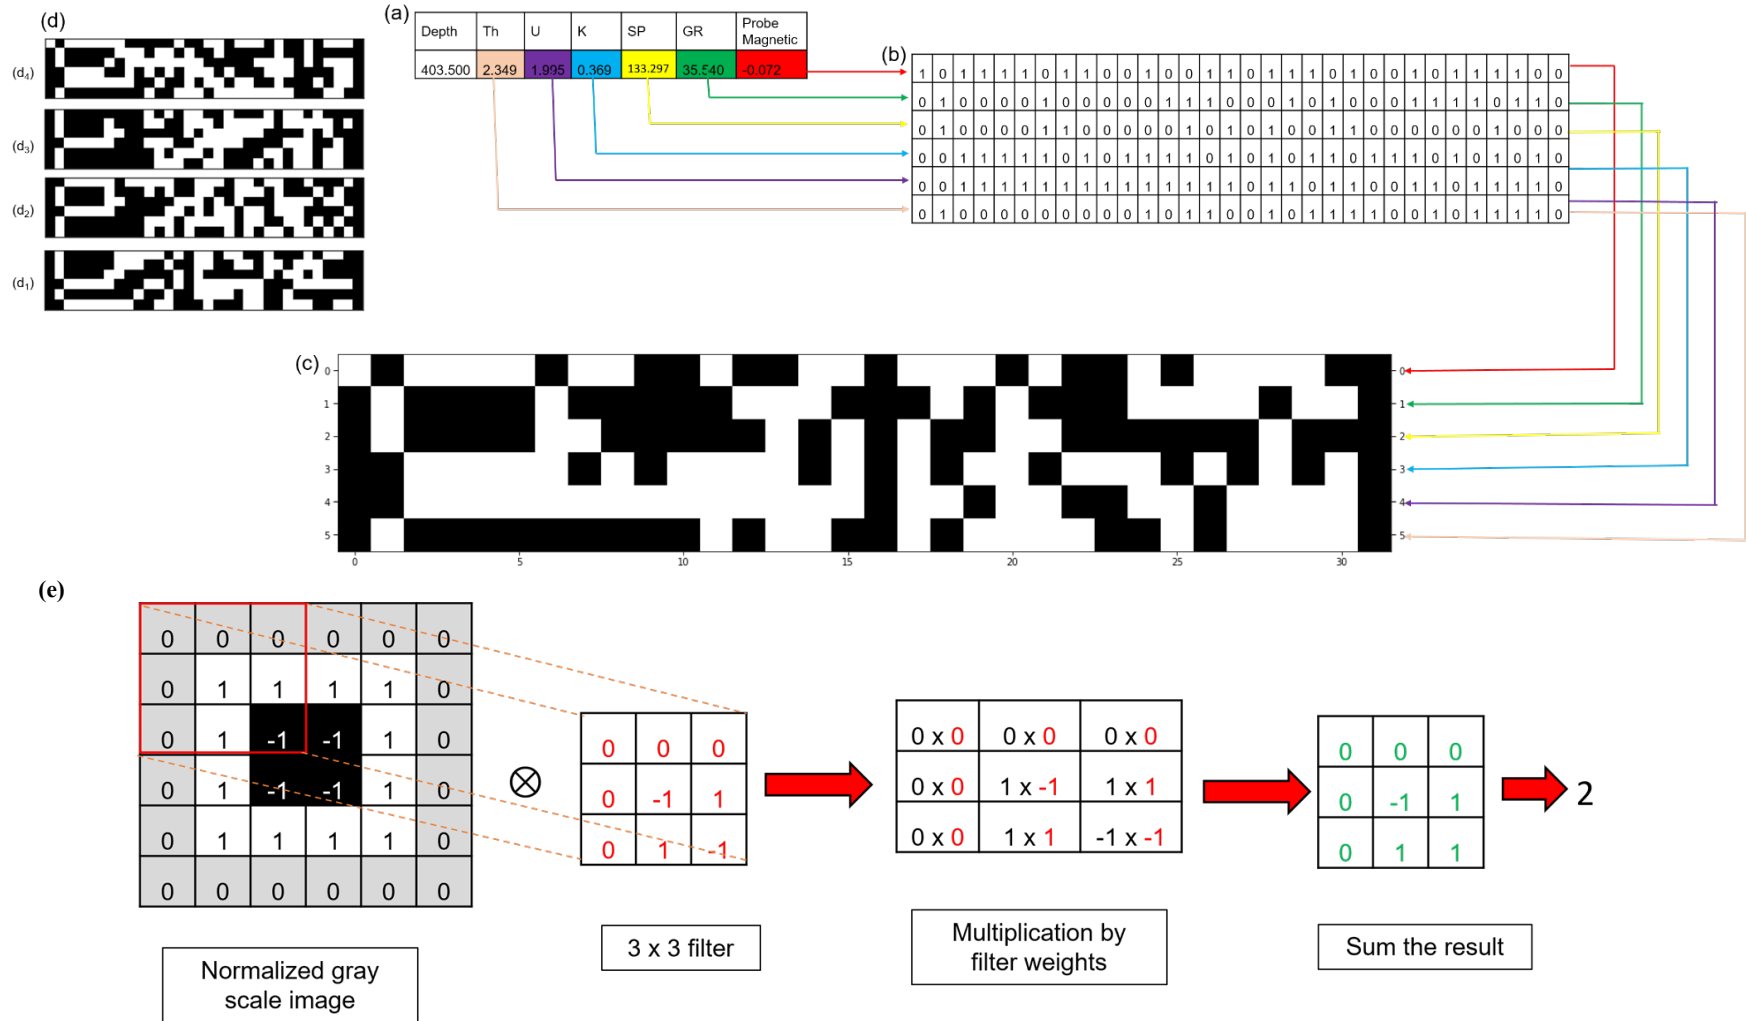 (d)
(d4)
(d3)
(d2)
(d1)
(a)
Depth Th U K SP GR Probe Magnetic
403.500 2.349 1.995 0.369 133.297 35.540 -0.072
(b)
1 0 1 1 1 1 0 1 1 0 0 1 0 0 1 1 0 1 1 1 0 1 0 0 1 0 1 1 1 1 0 0
0 1 0 0 0 0 1 0 0 0 0 0 1 1 1 0 0 0 1 0 1 0 0 0 1 1 1 1 0 1 1 0
0 1 0 0 0 0 1 1 0 0 0 0 0 1 0 1 0 1 0 0 1 1 0 0 0 0 0 0 1 0 0 0
0 0 1 1 1 1 1 0 1 0 1 1 1 1 0 1 0 1 0 1 1 1 1 1 1 0 1 0 1 0 1 0
0 0 1 1 1 1 1 1 1 1 1 1 1 1 1 1 0 1 1 0 1 1 0 0 1 1 0 1 1 1 1 0
0 1 0 0 0 0 0 0 0 0 0 1 0 1 1 0 0 1 0 1 1 1 1 0 0 1 0 1 1 1 1 0
(c)
0 0
1 1
2 2
3 3
4 4
5 5
0 5 10 15 20 25 30
(e)
0 0 0 0 0 0
0 1 1 1 1 0
0 1 -1 -1 1 0
0 1 -1 -1 1 0
0 1 1 1 1 0
0 0 0 0 0 0
Normalized gray
scale image
⊗
0 0 0
0 -1 1
0 1 -1
3 x 3 filter
0 x 0 0 x 0 0 x 0
0 x 0 1 x -1 1 x 1
0 x 0 1 x 1 -1 x -1
Multiplication by
filter weights
0 0 0
0 -1 1
0 1 1
Sum the result
2